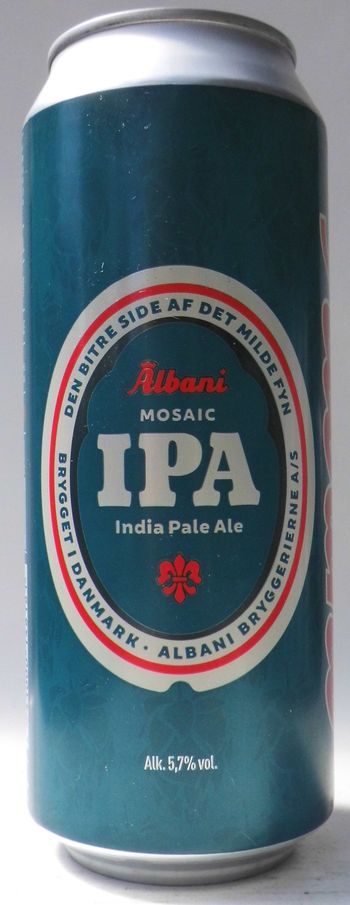 DEN BITRE SIDE AF DET MILDE FYN
Albani
MOSAIC
IPA
India Pale Ale
BRYGGET I DANMARK · ALBANI BRYGGERIERNE A/S
Alk. 5,7% vol.